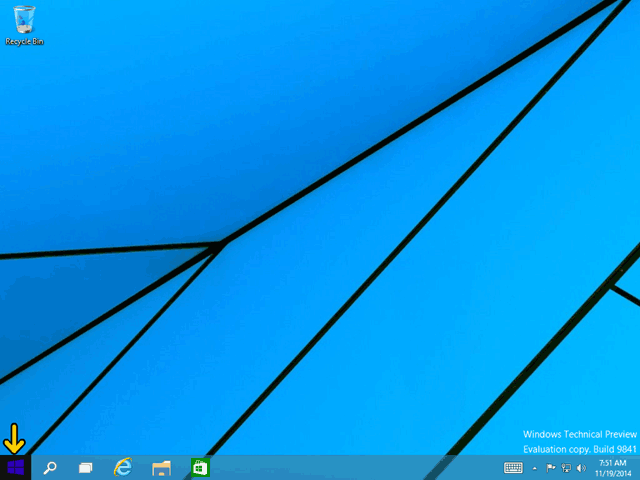 Recycle Bin
Windows Technical Preview
Evaluation copy. Build 9841
7:51 AM
11/19/2014